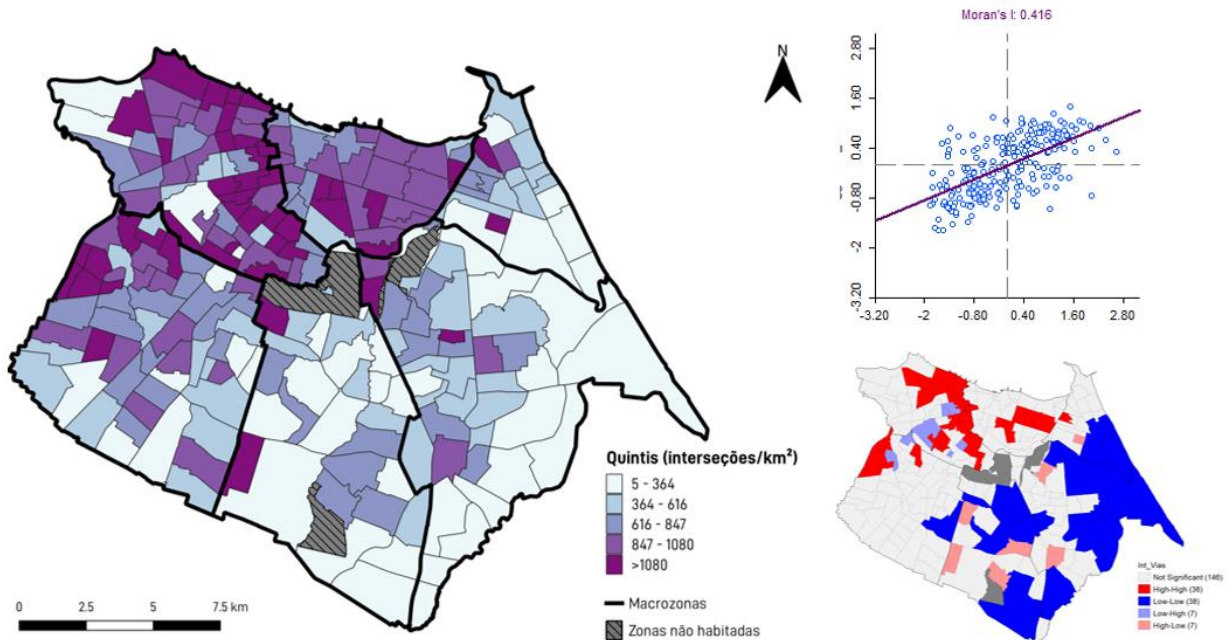 Quintis (interseções/km²)
5 - 364
364 - 616
616 - 847
847 - 1080
>1080
Macrozonas
Zonas não habitadas
0 2.5 5 7.5 km
N
Moran's I: 0.416
2.80
1.60
0.40
-0.80
-2
-3.20
-3.20 -2 -0.80 0.40 1.60 2.80
Int_Vias
Not Significant (146)
High-High (38)
Low-Low (38)
Low-High (7)
High-Low (7)